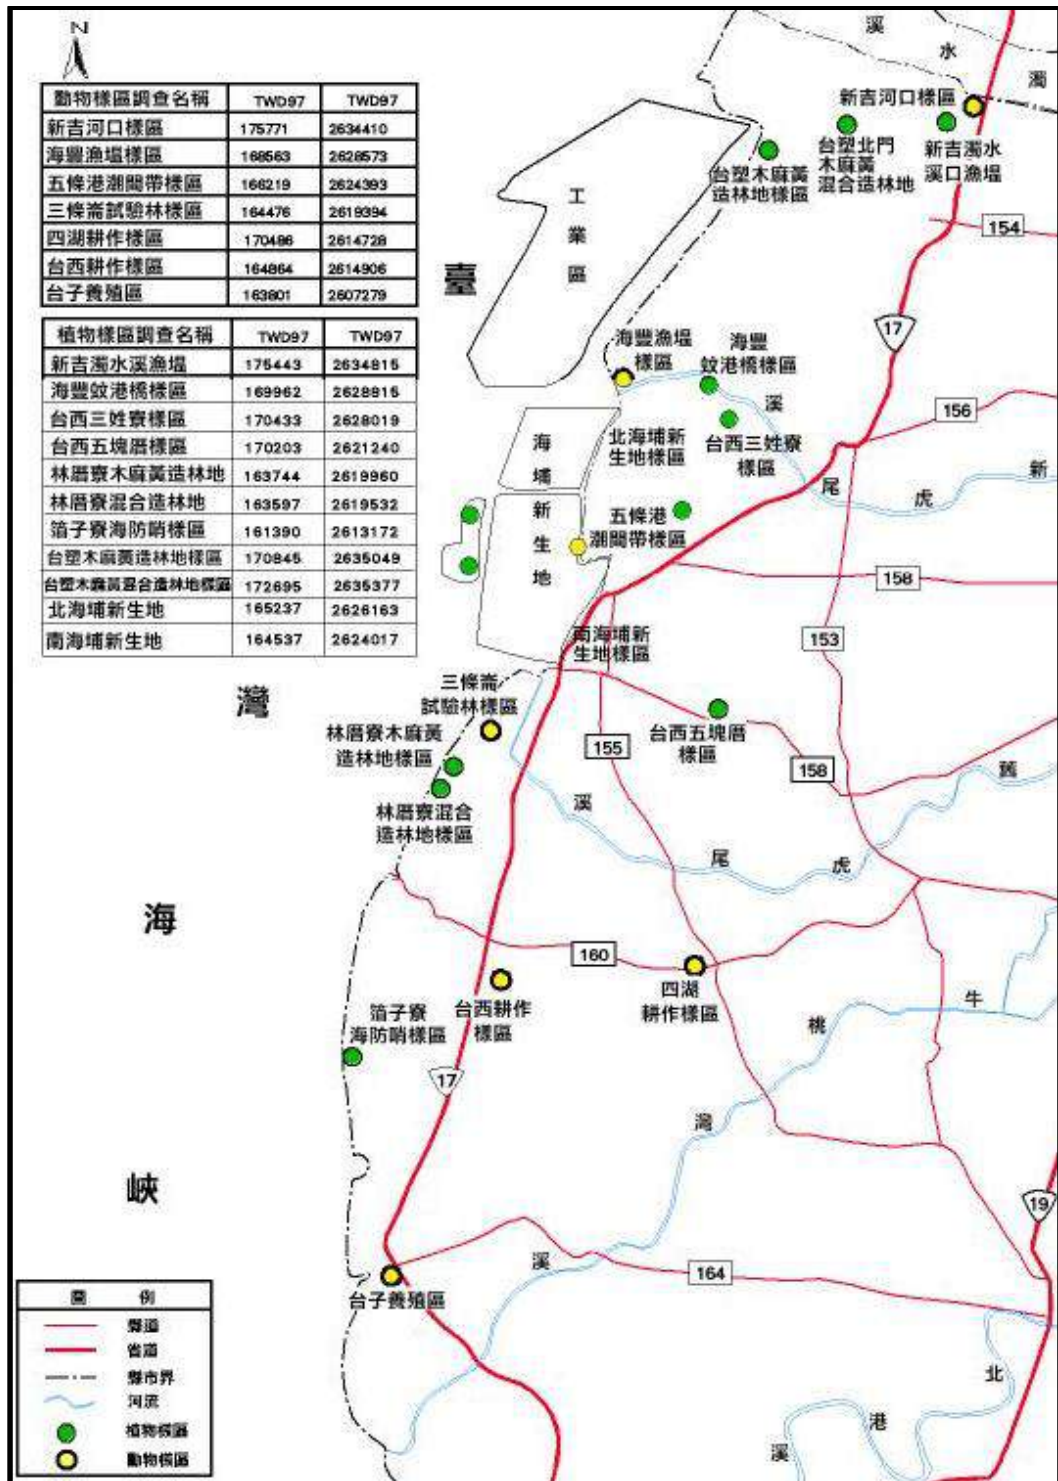 N
動物樣區調查名稱 TWD97 TWD97
新吉河口樣區 175771 2634410
海豐漁塭樣區 168563 2628573
五條港潮間帶樣區 166219 2624393
三條崙試驗林樣區 164476 2619394
四湖耕作樣區 170486 2614728
台西耕作樣區 164864 2614906
台子養殖區 163801 2607279
植物樣區調查名稱 TWD97 TWD97
新吉濁水溪漁塭 175443 2634815
海豐蚊港橋樣區 169962 2628815
台西三姓寮樣區 170433 2628019
台西五塊厝樣區 170203 2621240
林厝寮木麻黃造林地 163744 2619960
林厝寮混合造林地 163597 2619532
箔子寮海防哨樣區 161390 2613172
台塑木麻黃造林地樣區 170845 2635049
台塑木麻黃混合造林地樣區 172695 2635377
北海埔新生地 165237 2626163
南海埔新生地 164537 2624017
溪
水
濁
新吉河口樣區
台塑木麻黃
造林地樣區
台塑北門
木麻黃
混合造林地
新吉濁水
溪口漁塭
154
工
業
區
臺
17
海豐漁塭
樣區
海豐
蚊港橋樣區
溪
156
海
埔
新
生
地
北海埔新
生地樣區
台西三姓寮
樣區
尾
虎
新
五條港
潮間帶樣區
158
153
南海埔新
生地樣區
灣
三條崙
試驗林樣區
林厝寮木麻黃
造林地樣區
155
台西五塊厝
樣區
158
舊
林厝寮混合
造林地樣區
溪
尾
虎
海
160
四湖
耕作樣區
牛
桃
箔子寮
海防哨樣區
台西耕作
樣區
17
灣
峽
19
溪
164
台子養殖區
北
港
溪
圖 例
縣道
省道
縣市界
河流
植物樣區
動物樣區